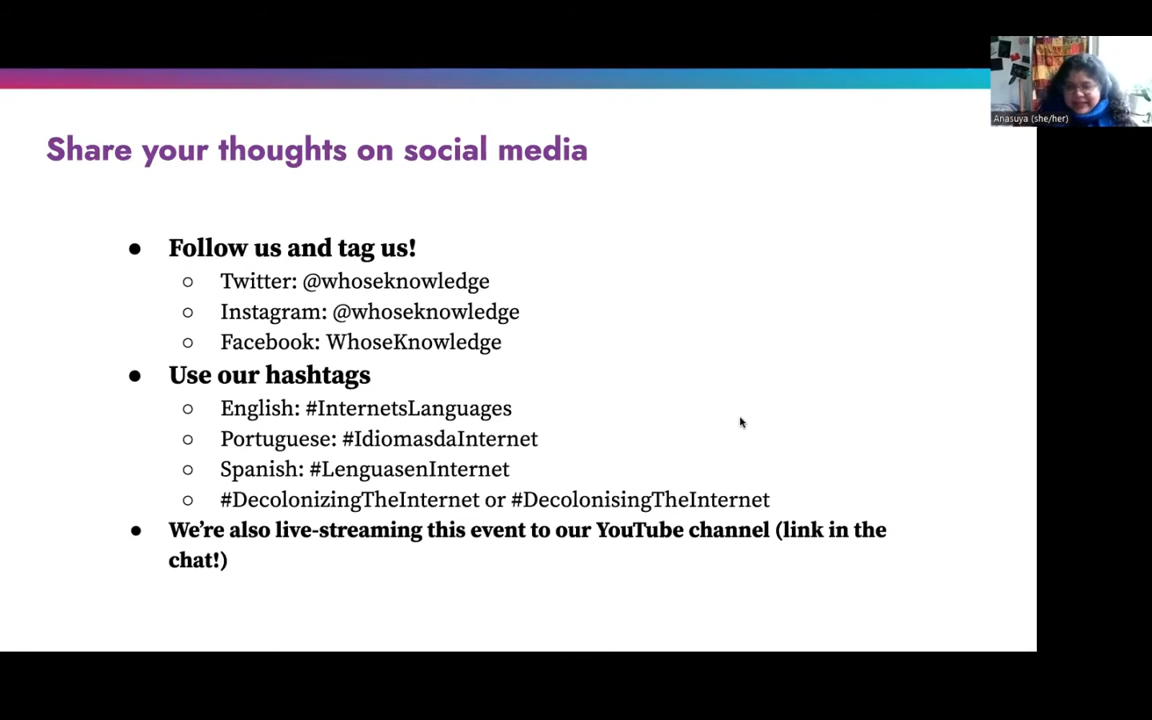 Share your thoughts on social media
Anasuya (she/her)
● Follow us and tag us!
○ Twitter: @whoseknowledge
○ Instagram: @whoseknowledge
○ Facebook: WhoseKnowledge
● Use our hashtags
○ English: #InternetsLanguages
○ Portuguese: #IdiomasdaInternet
○ Spanish: #LenguasenInternet
○ #DecolonizingTheInternet or #DecolonisingTheInternet
● We’re also live-streaming this event to our YouTube channel (link in the
chat!)